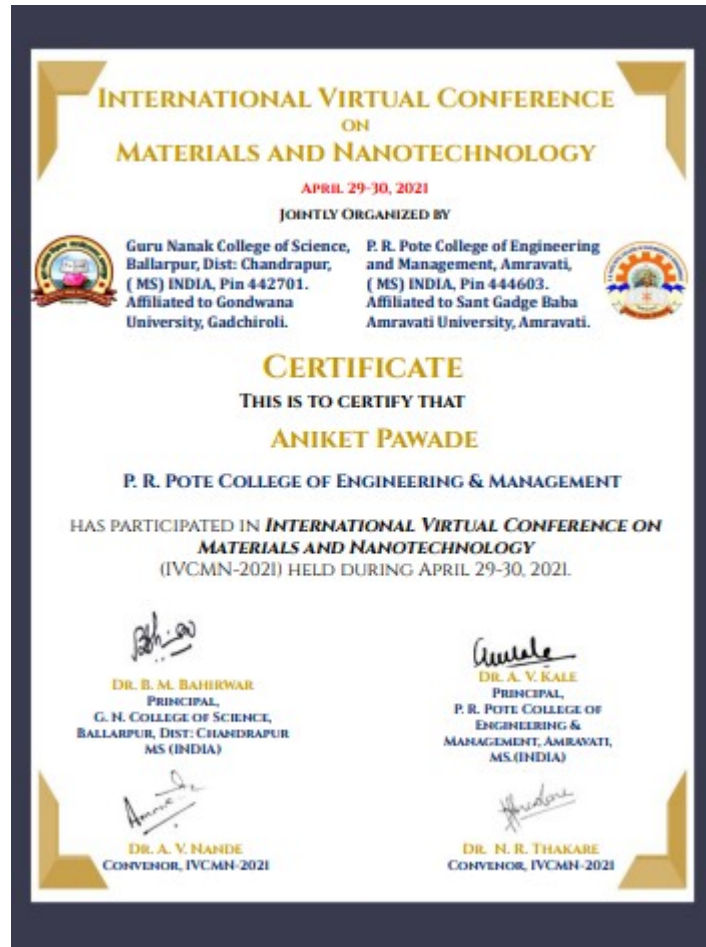 International Virtual Conference
on
Materials and Nanotechnology
April 29-30, 2021
Jointly Organized by
Guru Nanak College of Science,
Ballarpur, Dist: Chandrapur,
( MS) INDIA, Pin 442701.
Affiliated to Gondwana
University, Gadchiroli.
P. R. Pote College of Engineering
and Management, Amravati,
( MS) INDIA, Pin 444603.
Affiliated to Sant Gadge Baba
Amravati University, Amravati.
Certificate
This is to certify that
Aniket Pawade
P. R. Pote College of Engineering & Management
has participated in International Virtual Conference on
Materials and Nanotechnology
(IVCMN-2021) held during April 29-30, 2021.
Dr. B. M. Bahirwar
Principal,
G. N. College of Science,
Ballarpur, Dist: Chandrapur
MS (India)
Dr. A. V. Kale
Principal,
P. R. Pote College of
Engineering &
Management, Amravati,
MS.(India)
Dr. A. V. Nande
Convenor, IVCMN-2021
Dr. N. R. Thakare
Convenor, IVCMN-2021